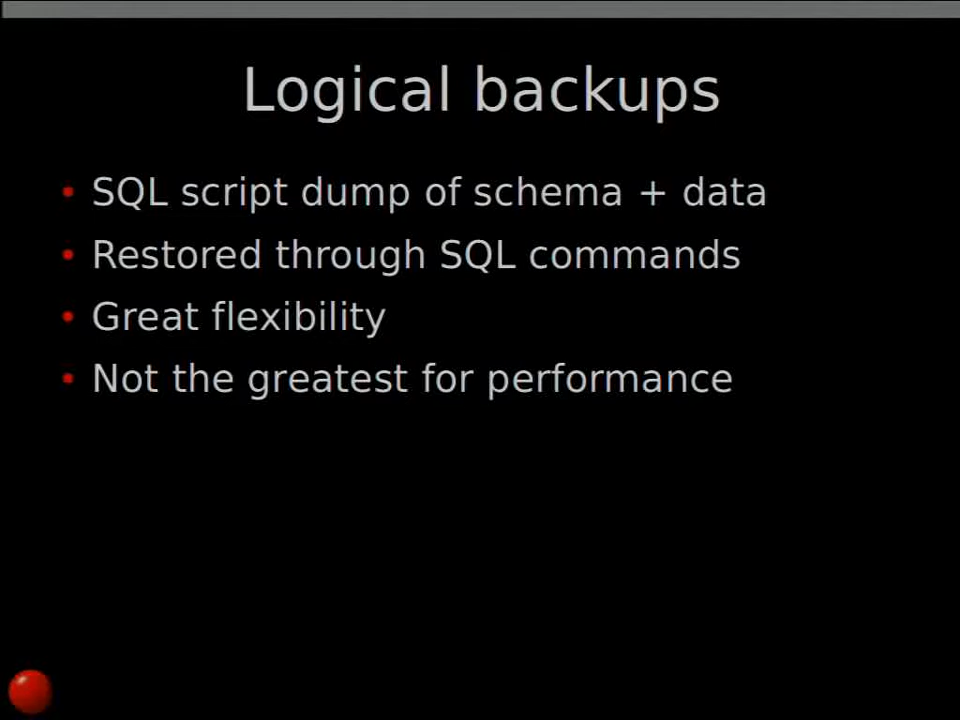 Logical backups
SQL script dump of schema + data
Restored through SQL commands
Great flexibility
Not the greatest for performance